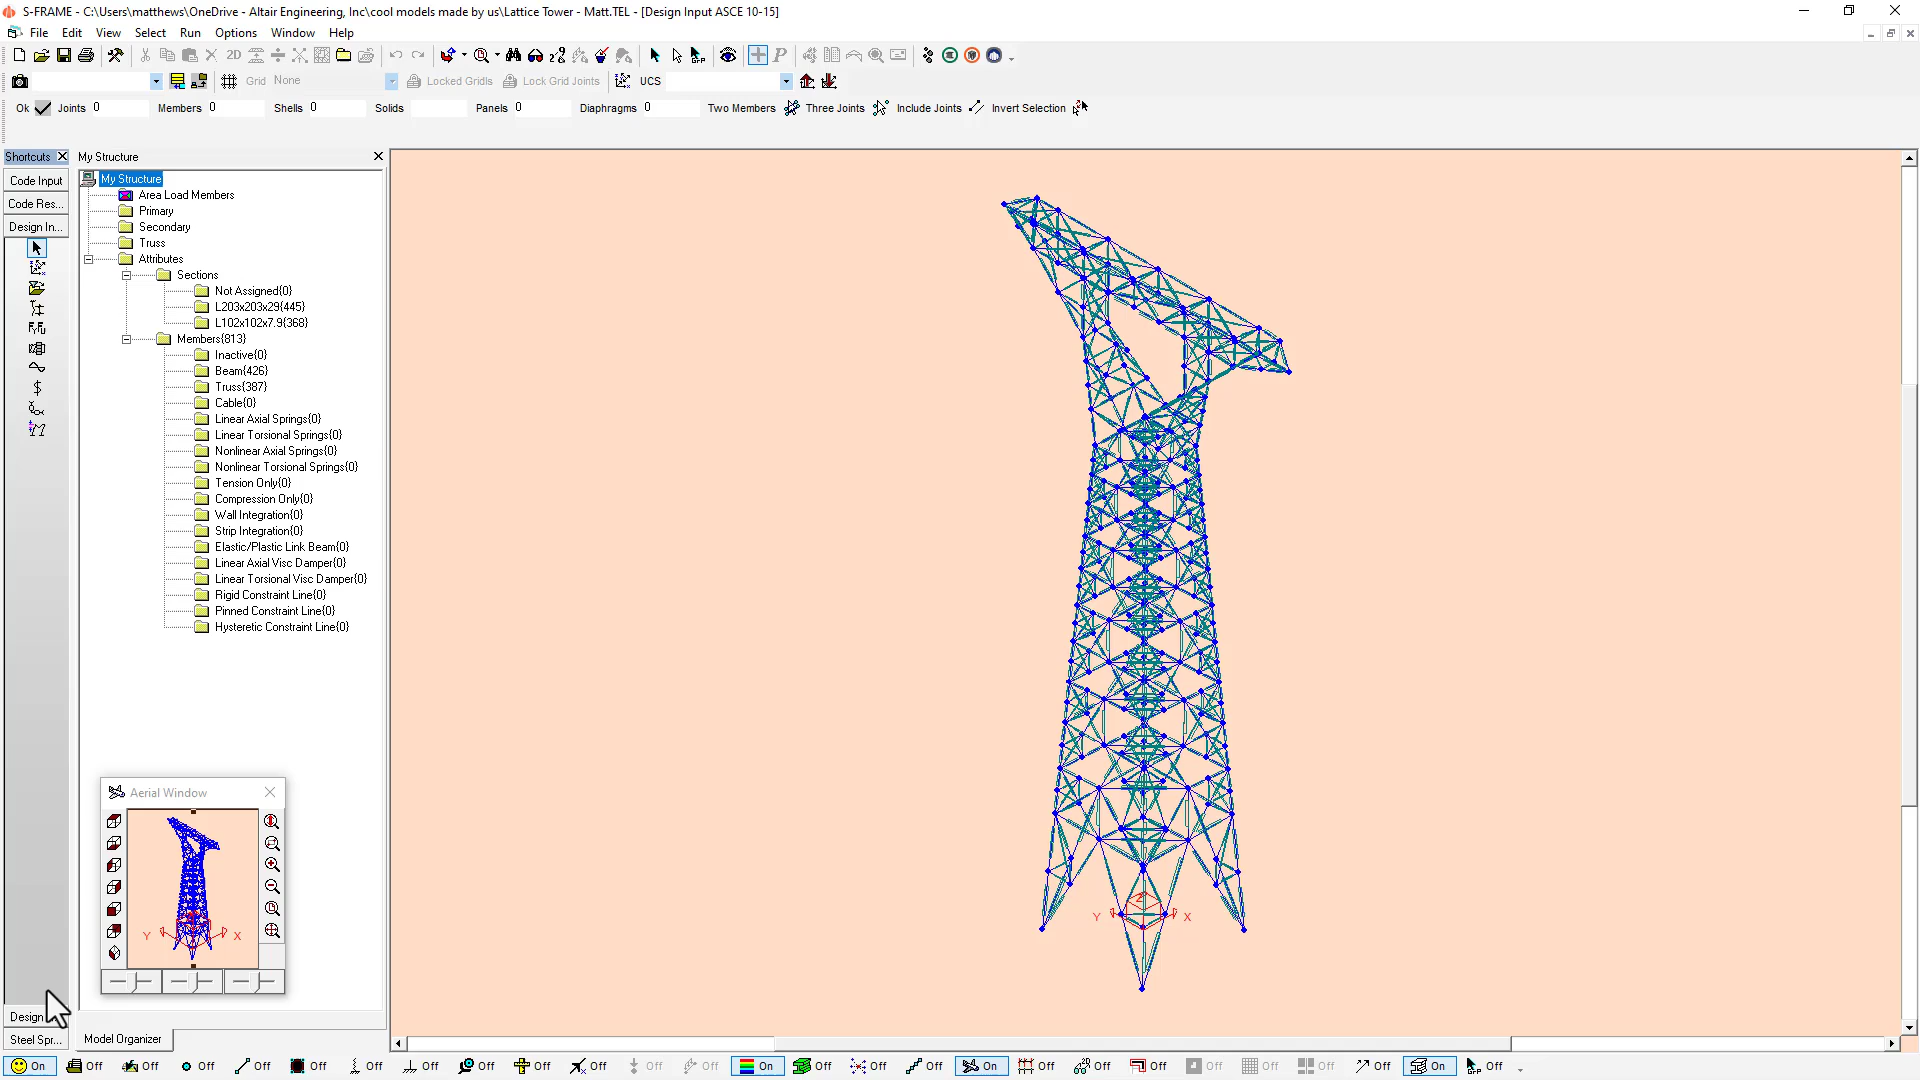 S-FRAME - C:\Users\matthews\OneDrive - Altair Engineering, Inc\cool models made by us\Lattice Tower - Matt.TEL - [Design Input ASCE 10-15]
File Edit View Select Run Options Window Help
2D P
Grid None Locked Grids Lock Grid Joints UCS
Ok Joints 0 Members 0 Shells 0 Solids Panels 0 Diaphragms 0 Two Members Three Joints Include Joints Invert Selection
Shortcuts
Code Input
Code Res...
Design In...
Design
Steel Spr...
My Structure
My Structure
Area Load Members
Primary
Secondary
Truss
Attributes
Sections
Not Assigned{0}
L203x203x29{445}
L102x102x7.9{368}
Members{813}
Inactive{0}
Beam{426}
Truss{387}
Cable{0}
Linear Axial Springs{0}
Linear Torsional Springs{0}
Nonlinear Axial Springs{0}
Nonlinear Torsional Springs{0}
Tension Only{0}
Compression Only{0}
Wall Integration{0}
Strip Integration{0}
Elastic/Plastic Link Beam{0}
Linear Axial Visc Damper{0}
Linear Torsional Visc Damper{0}
Rigid Constraint Line{0}
Pinned Constraint Line{0}
Hysteretic Constraint Line{0}
Aerial Window
Y X
Model Organizer
Z
Y X
On Off Off Off Off Off Off Off Off Off Off Off Off On Off Off Off On Off Off Off Off Off Off Off On Off